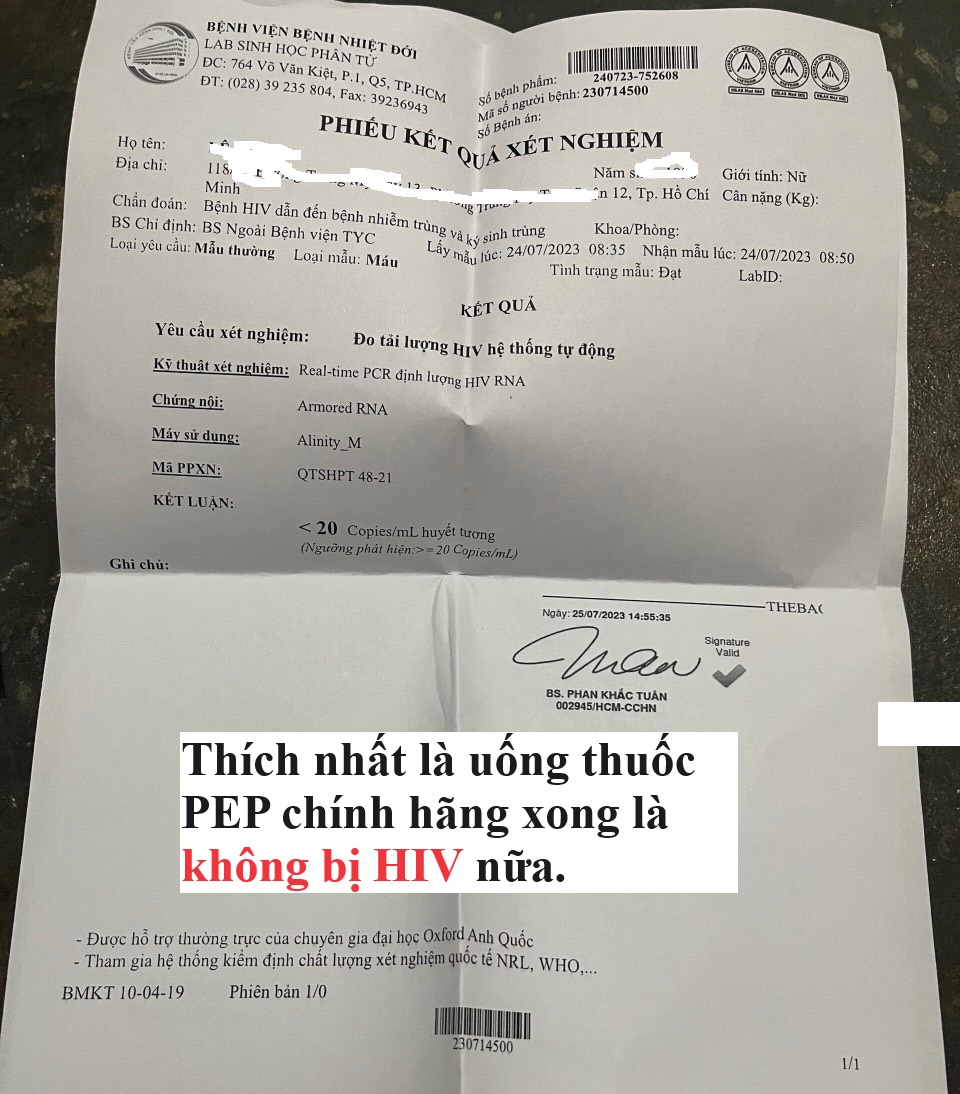 BỆNH VIỆN BỆNH NHIỆT ĐỚI
LAB SINH HỌC PHÂN TỬ
ĐC: 764 Võ Văn Kiệt, P.1, Q5, TP.HCM
ĐT: (028) 39 235 804, Fax: 39236943
Số bệnh phẩm: 240723-752608
Mã số người bệnh: 230714500
Số Bệnh án:
PHIẾU KẾT QUẢ XÉT NGHIỆM
Họ tên:
Năm Giới tính: Nữ
Địa chỉ: 118 12, Tp. Hồ Chí Cân nặng (Kg):
Minh
Chẩn đoán: Bệnh HIV dẫn đến bệnh nhiễm trùng và ký sinh trùng Khoa/Phòng:
BS Chỉ định: BS Ngoài Bệnh viện TYC Lấy mẫu lúc: 24/07/2023 08:35 Nhận mẫu lúc: 24/07/2023 08:50
Loại yêu cầu: Mẫu thường Loại mẫu: Máu Tình trạng mẫu: Đạt LabID:
KẾT QUẢ
Yêu cầu xét nghiệm: Đo tải lượng HIV hệ thống tự động
Kỹ thuật xét nghiệm: Real-time PCR định lượng HIV RNA
Chứng nội: Armored RNA
Máy sử dụng: Alinity_M
Mã PPXN: QTSHPT 48-21
KẾT LUẬN:
< 20 Copies/mL huyết tương
(Ngưỡng phát hiện:>= 20 Copies/mL)
Ghi chú:
THEBAC
Ngày: 25/07/2023 14:55:35
Signature
Valid
BS. PHAN KHẮC TUÂN
002945/HCM-CCHN
Thích nhất là uống thuốc
PEP chính hãng xong là
không bị HIV nữa.
- Được hỗ trợ thường trực của chuyên gia đại học Oxford Anh Quốc
- Tham gia hệ thống kiểm định chất lượng xét nghiệm quốc tế NRL, WHO,...
BMKT 10-04-19 Phiên bản 1/0
230714500
1/1